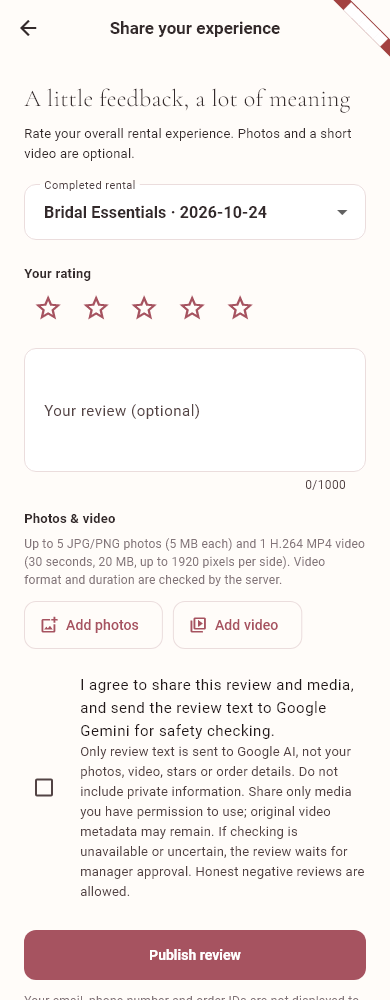 Share your experience
A little feedback, a lot of meaning
Rate your overall rental experience. Photos and a short
video are optional.
Completed rental
Bridal Essentials · 2026-10-24
Your rating
Your review (optional)
0/1000
Photos & video
Up to 5 JPG/PNG photos (5 MB each) and 1 H.264 MP4 video
(30 seconds, 20 MB, up to 1920 pixels per side). Video
format and duration are checked by the server.
Add photos
Add video
I agree to share this review and media,
and send the review text to Google
Gemini for safety checking.
Only review text is sent to Google AI, not your
photos, video, stars or order details. Do not
include private information. Share only media
you have permission to use; original video
metadata may remain. If checking is
unavailable or uncertain, the review waits for
manager approval. Honest negative reviews are
allowed.
Publish review
Your email, phone number and order IDs are not displayed to